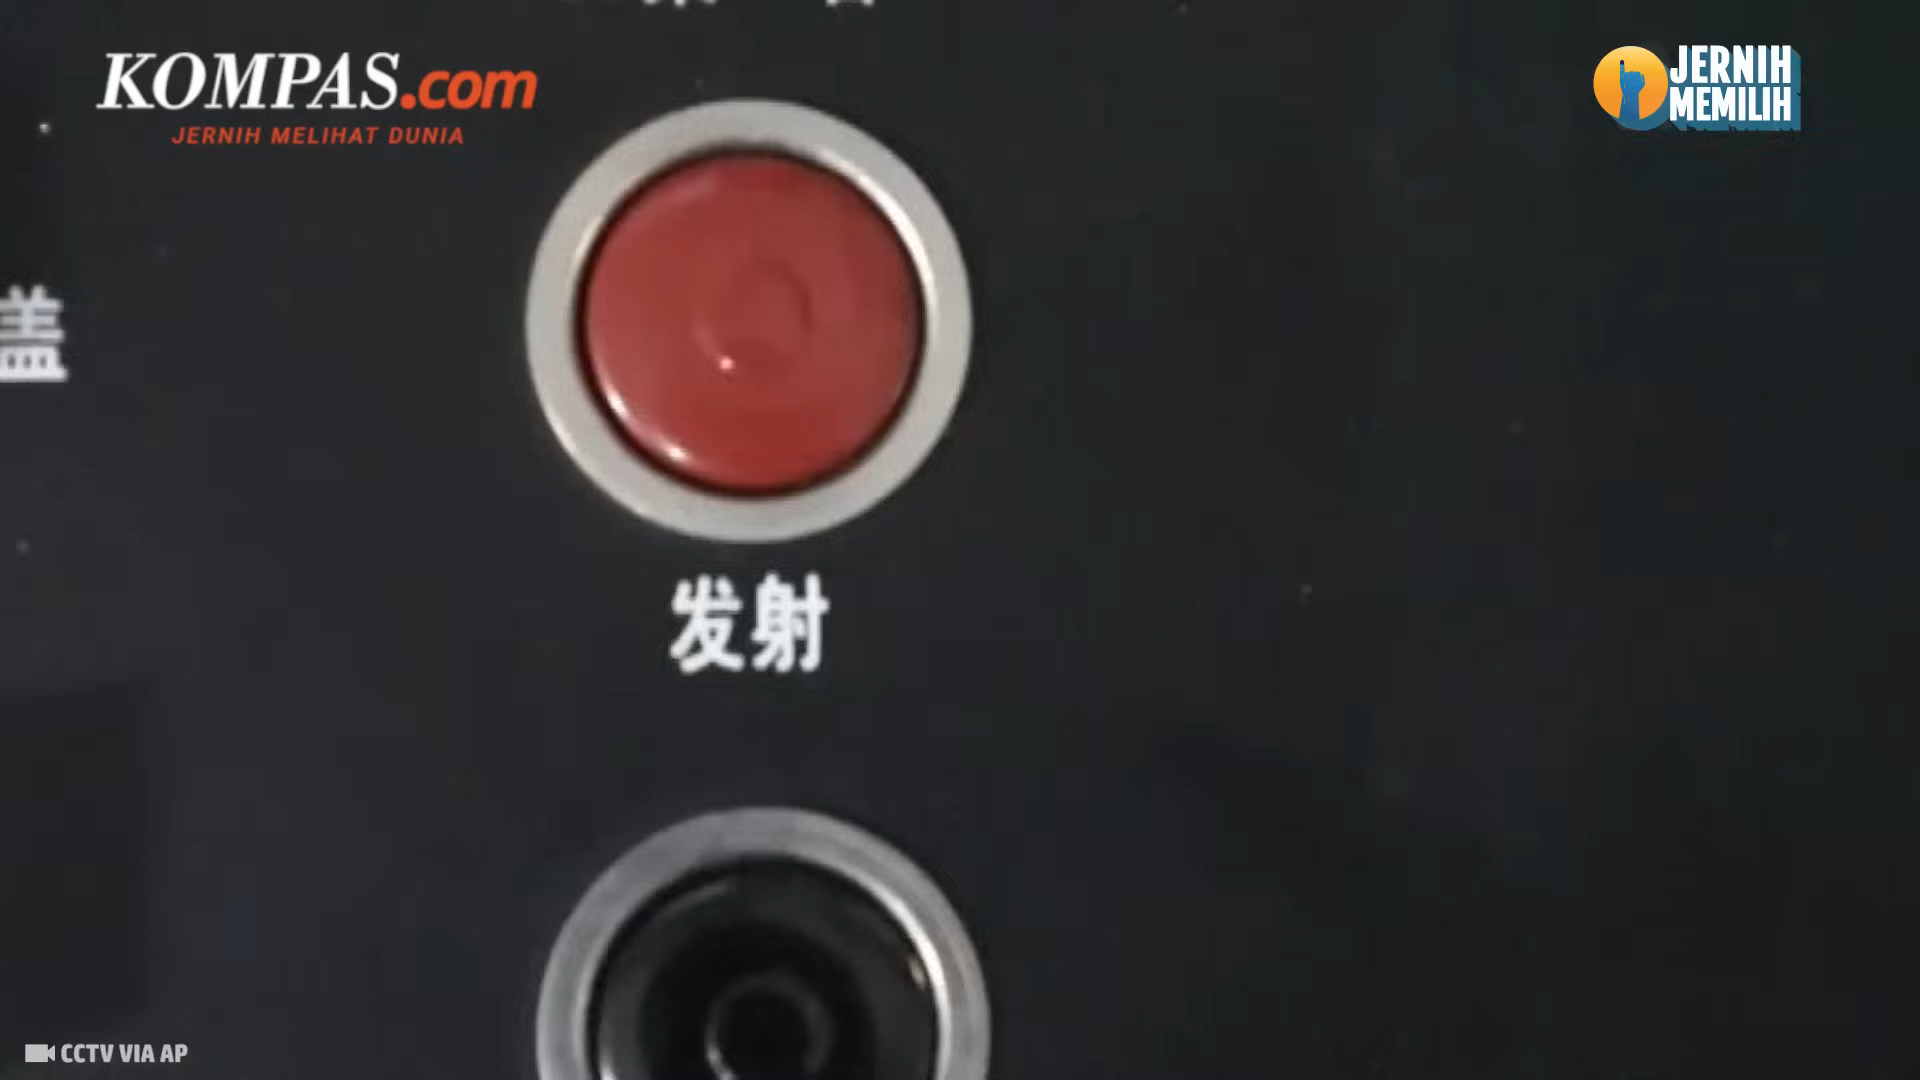 KOMPAS.com
JERNIH MELIHAT DUNIA
JERNIH
MEMILIH
盖
发射
CCTV VIA AP